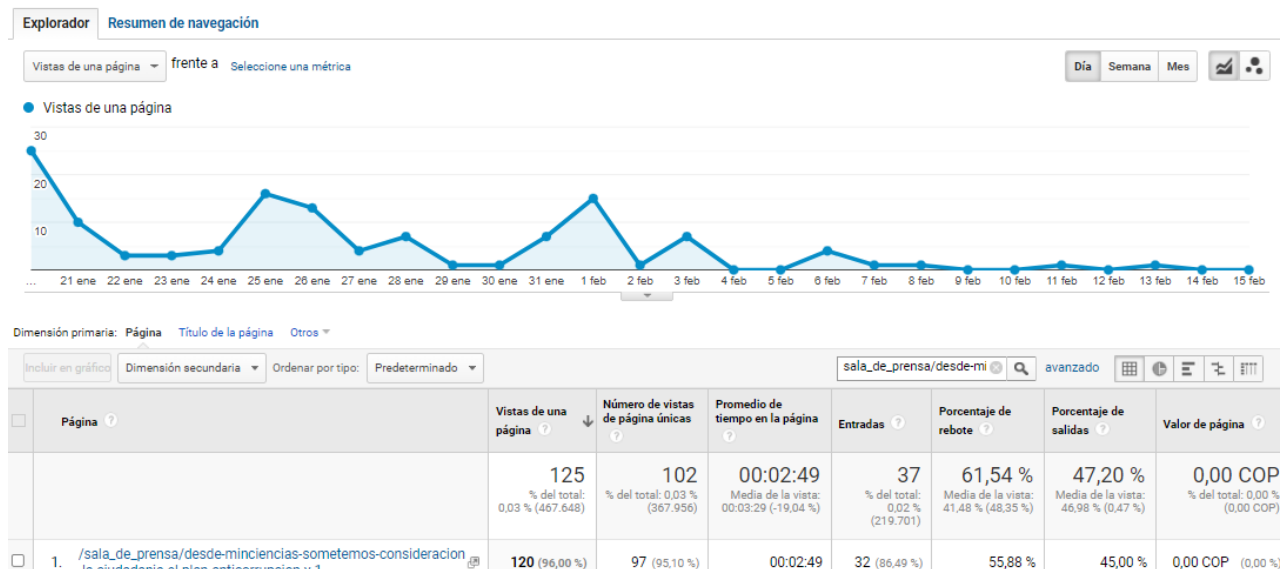 Explorador Resumen de navegación
Vistas de una página frente a Seleccione una métrica Día Semana Mes
Vistas de una página
30
20
10
... 21 ene 22 ene 23 ene 24 ene 25 ene 26 ene 27 ene 28 ene 29 ene 30 ene 31 ene 1 feb 2 feb 3 feb 4 feb 5 feb 6 feb 7 feb 8 feb 9 feb 10 feb 11 feb 12 feb 13 feb 14 feb 15 feb
Dimensión primaria: Página Título de la página Otros
Incluir en gráfico Dimensión secundaria Ordenar por tipo: Predeterminado sala_de_prensa/desde-mi avanzado
Página ? Vistas de una página ? Número de vistas de página únicas ? Promedio de tiempo en la página ? Entradas ? Porcentaje de rebote ? Porcentaje de salidas ? Valor de página ?
125 102 00:02:49 37 61,54 % 47,20 % 0,00 COP
% del total: 0,03 % (467.648) % del total: 0,03 % (367.956) Media de la vista: 00:03:29 (-19,04 %) % del total: 0,02 % (219.701) Media de la vista: 41,48 % (48,35 %) Media de la vista: 46,98 % (0,47 %) % del total: 0,00 % (0,00 COP)
1. /sala_de_prensa/desde-minciencias-sometemos-consideracion 120 (96,00 %) 97 (95,10 %) 00:02:49 32 (86,49 %) 55,88 % 45,00 % 0,00 COP (0,00 %)